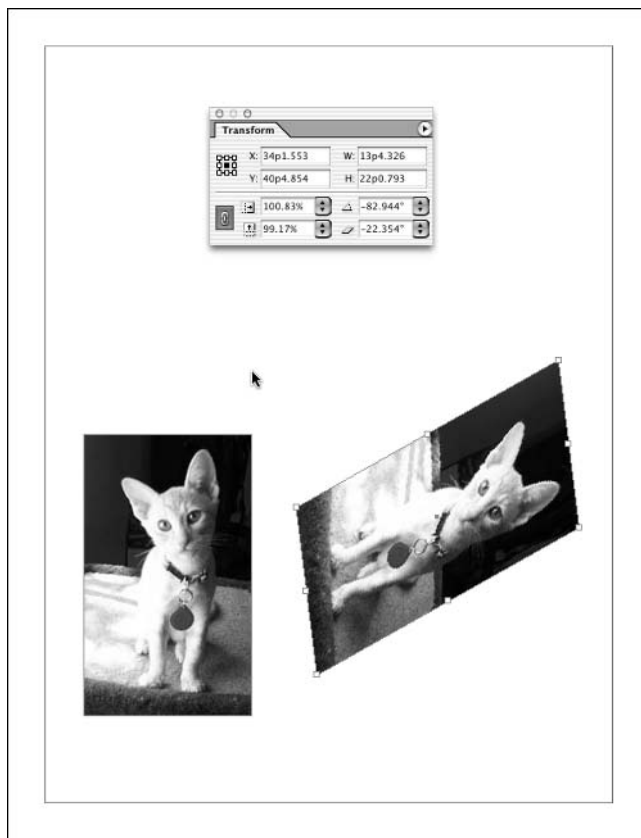 Transform
X: 34p1.553 W: 13p4.326
Y: 40p4.854 H: 22p0.793
100.83% -82.944°
99.17% -22.354°